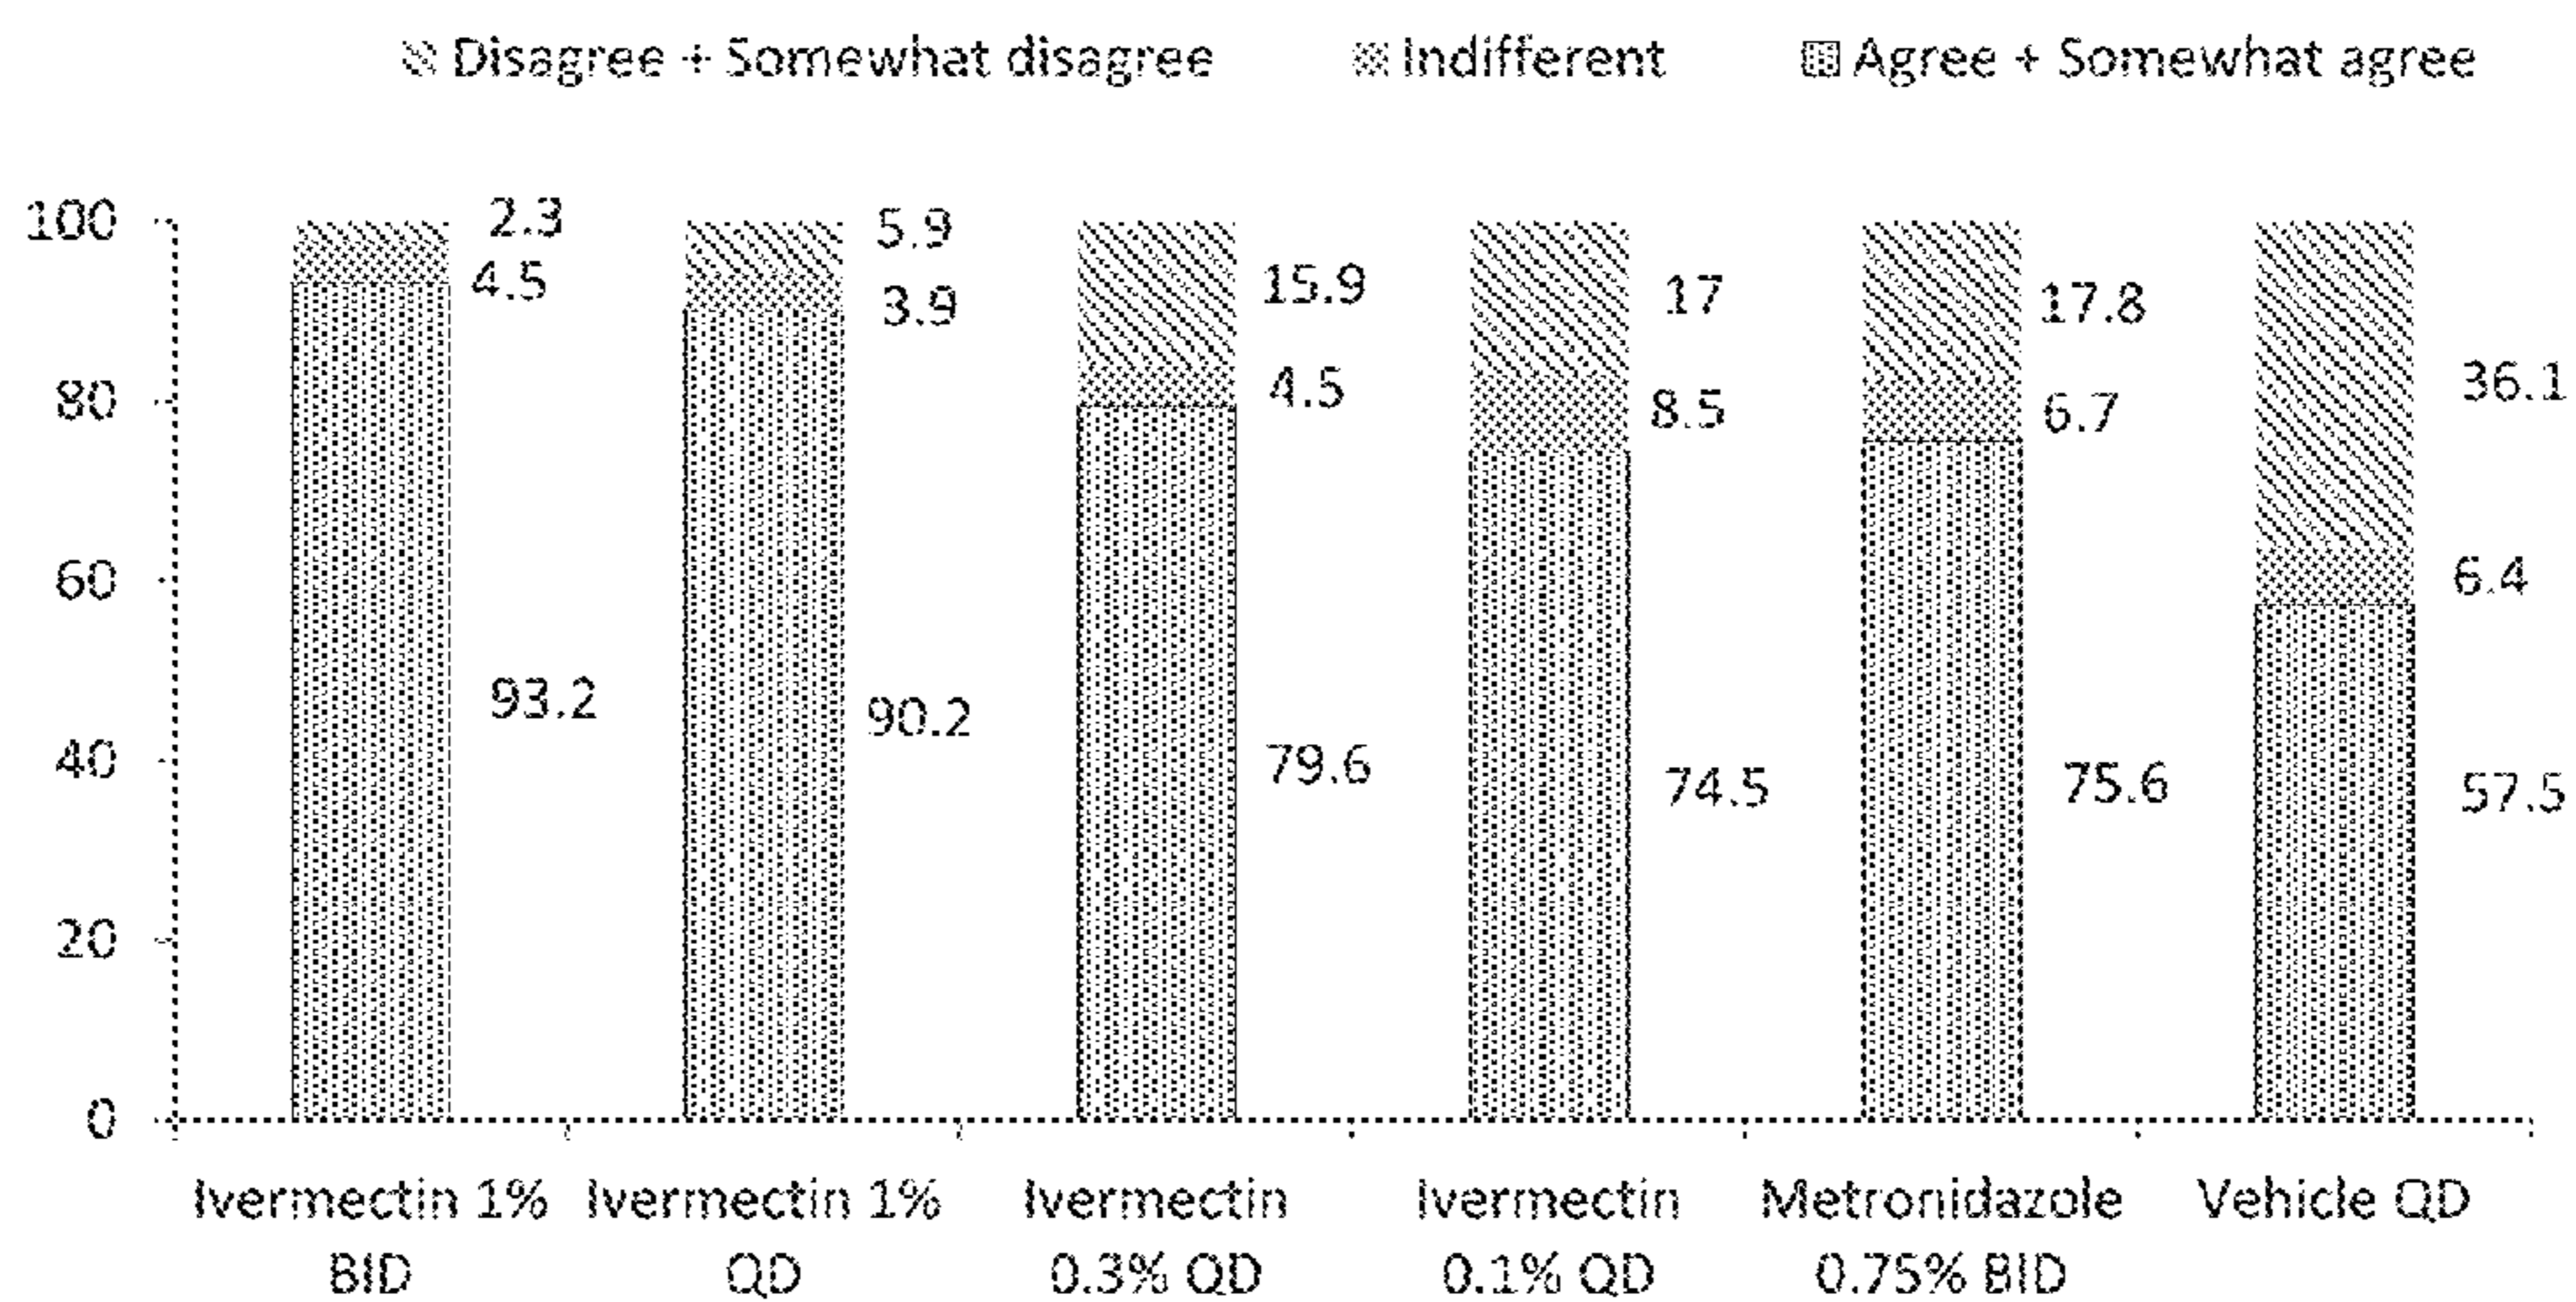 Disagree + Somewhat disagree Indifferent Agree + Somewhat agree
100 2.3 5.9
4.5 3.9 15.9 17 17.8
80 4.5 8.5 6.7 36.1
60 6.4
93.2 90.2
40 79.6 74.5 75.6 57.5
20
0
Ivermectin 1% Ivermectin 1% Ivermectin Ivermectin Metronidazole Vehicle QD
BID QD 0.3% QD 0.1% QD 0.75% BID